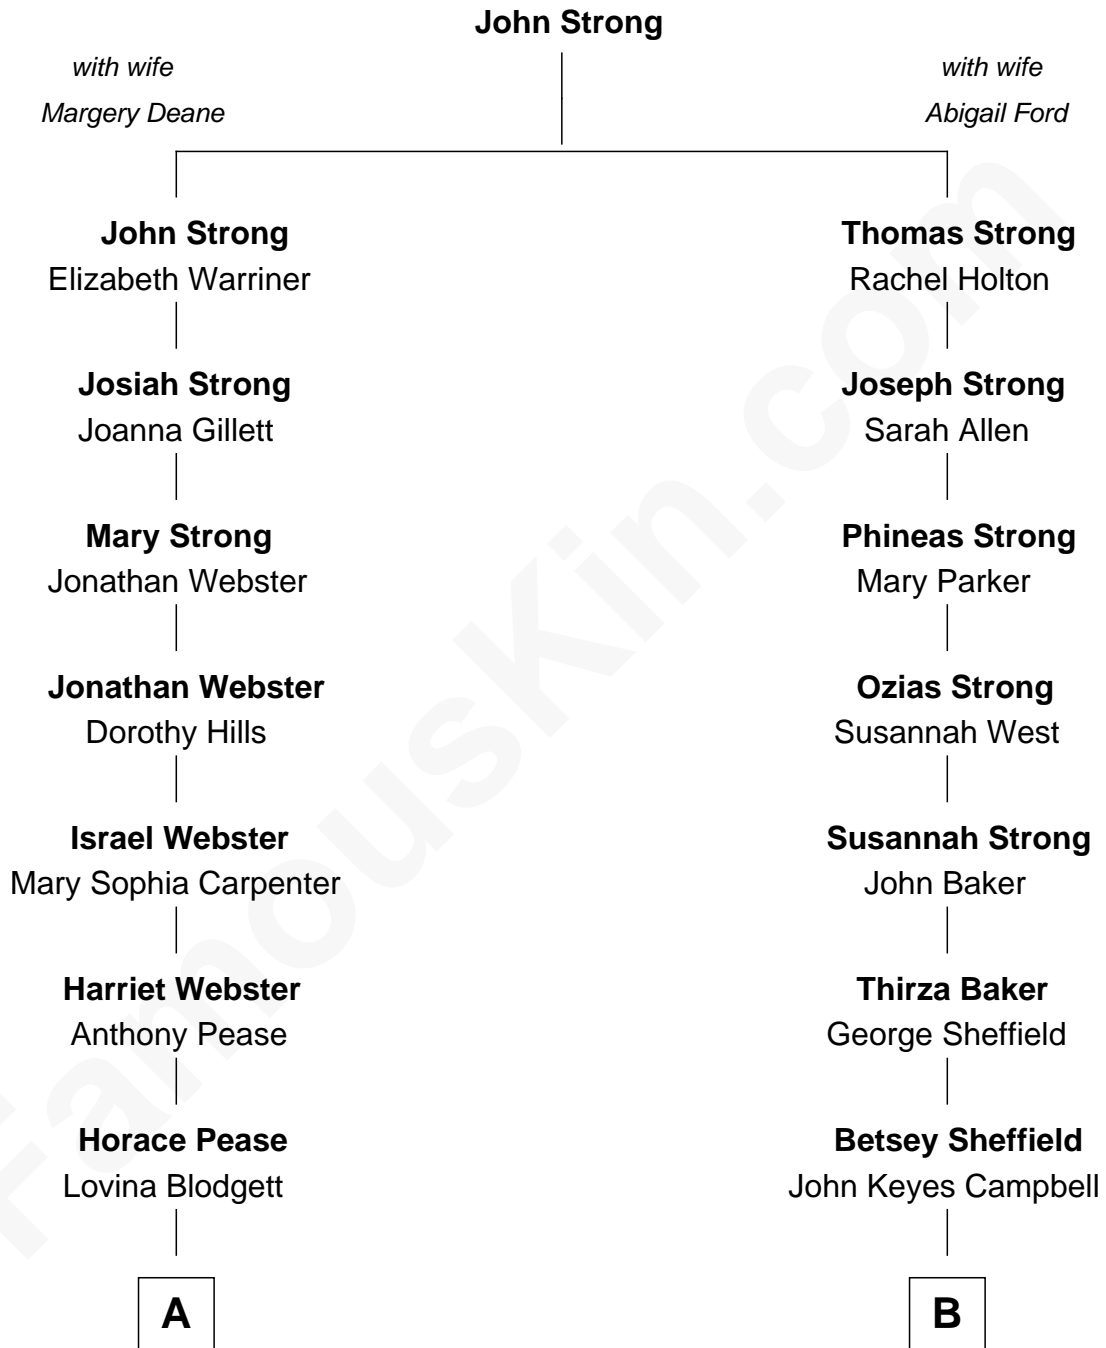 John Strong
with wife
Margery Deane
with wife
Abigail Ford
John Strong
Elizabeth Warriner
Josiah Strong
Joanna Gillett
Mary Strong
Jonathan Webster
Jonathan Webster
Dorothy Hills
Israel Webster
Mary Sophia Carpenter
Harriet Webster
Anthony Pease
Horace Pease
Lovina Blodgett
A
Thomas Strong
Rachel Holton
Joseph Strong
Sarah Allen
Phineas Strong
Mary Parker
Ozias Strong
Susannah West
Susannah Strong
John Baker
Thirza Baker
George Sheffield
Betsey Sheffield
John Keyes Campbell
B
FamousKin.com